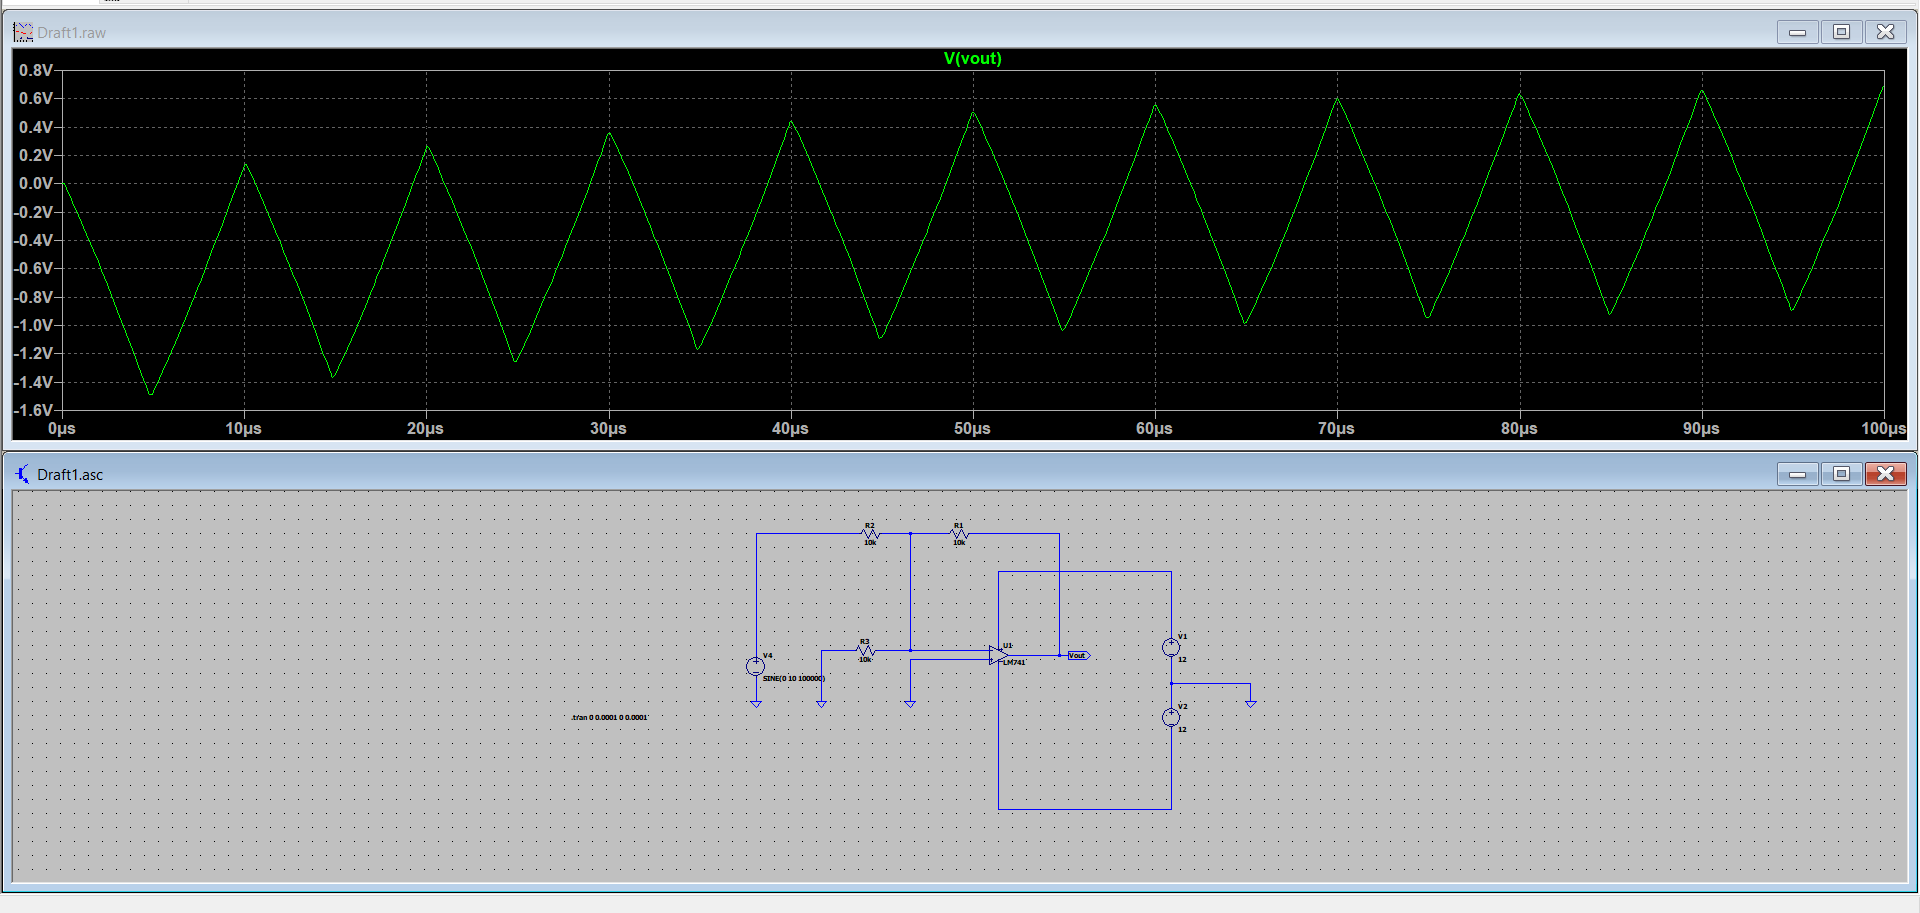 Draft1.raw
V(vout)
0.8V
0.6V
0.4V
0.2V
0.0V
-0.2V
-0.4V
-0.6V
-0.8V
-1.0V
-1.2V
-1.4V
-1.6V
0µs 10µs 20µs 30µs 40µs 50µs 60µs 70µs 80µs 90µs 100µs
Draft1.asc
R2 R1
10k 10k
R3
10k
U1
LM741
Vout
V1
12
V4
SINE(0 10 100000)
V2
12
.tran 0 0.0001 0 0.0001